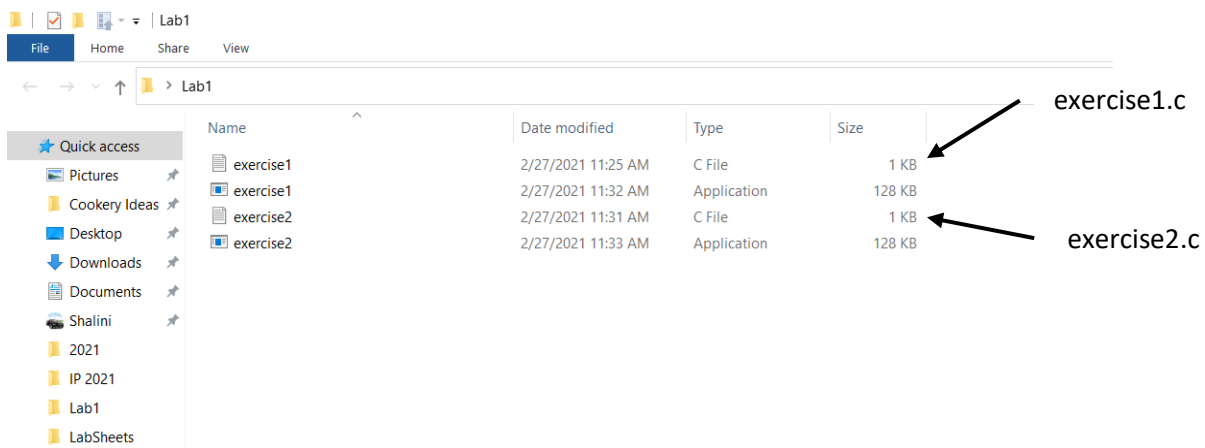 Lab1
File Home Share View
Lab1
exercise1.c
Name Date modified Type Size
Quick access
exercise1 2/27/2021 11:25 AM C File 1 KB
Pictures
exercise1 2/27/2021 11:32 AM Application 128 KB
Cookery Ideas
exercise2 2/27/2021 11:31 AM C File 1 KB
Desktop
exercise2 2/27/2021 11:33 AM Application 128 KB
exercise2.c
Downloads
Documents
Shalini
2021
IP 2021
Lab1
LabSheets